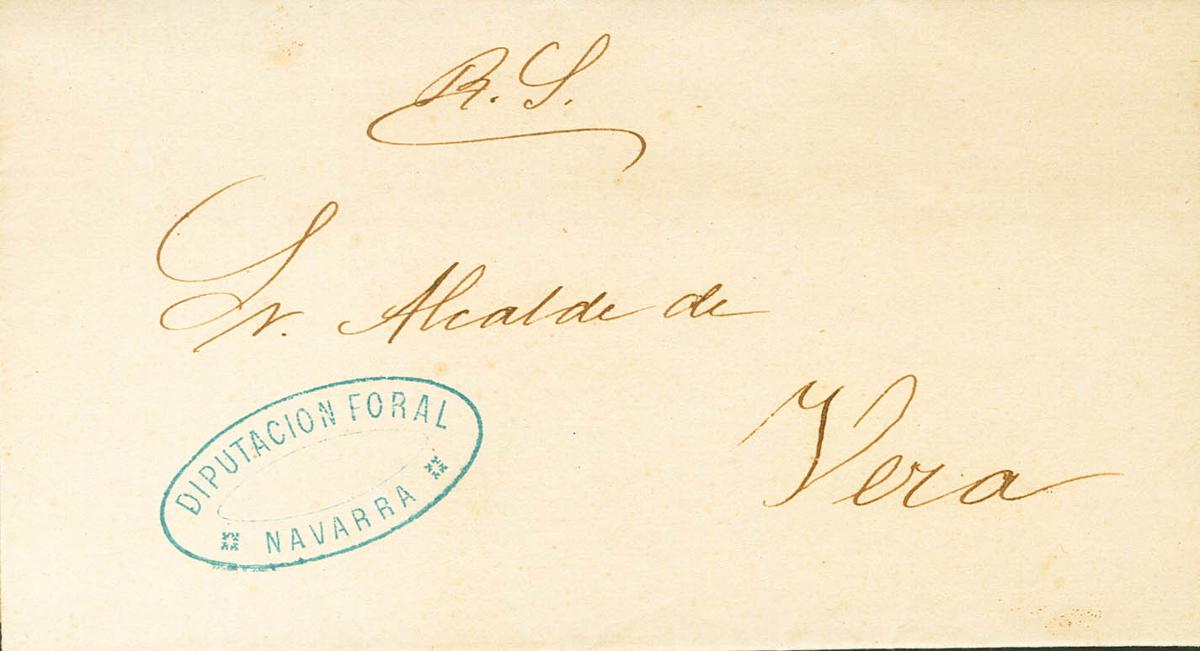 R. S.
Sr. Alcalde de
Vera
DIPUTACION FORAL
NAVARRA